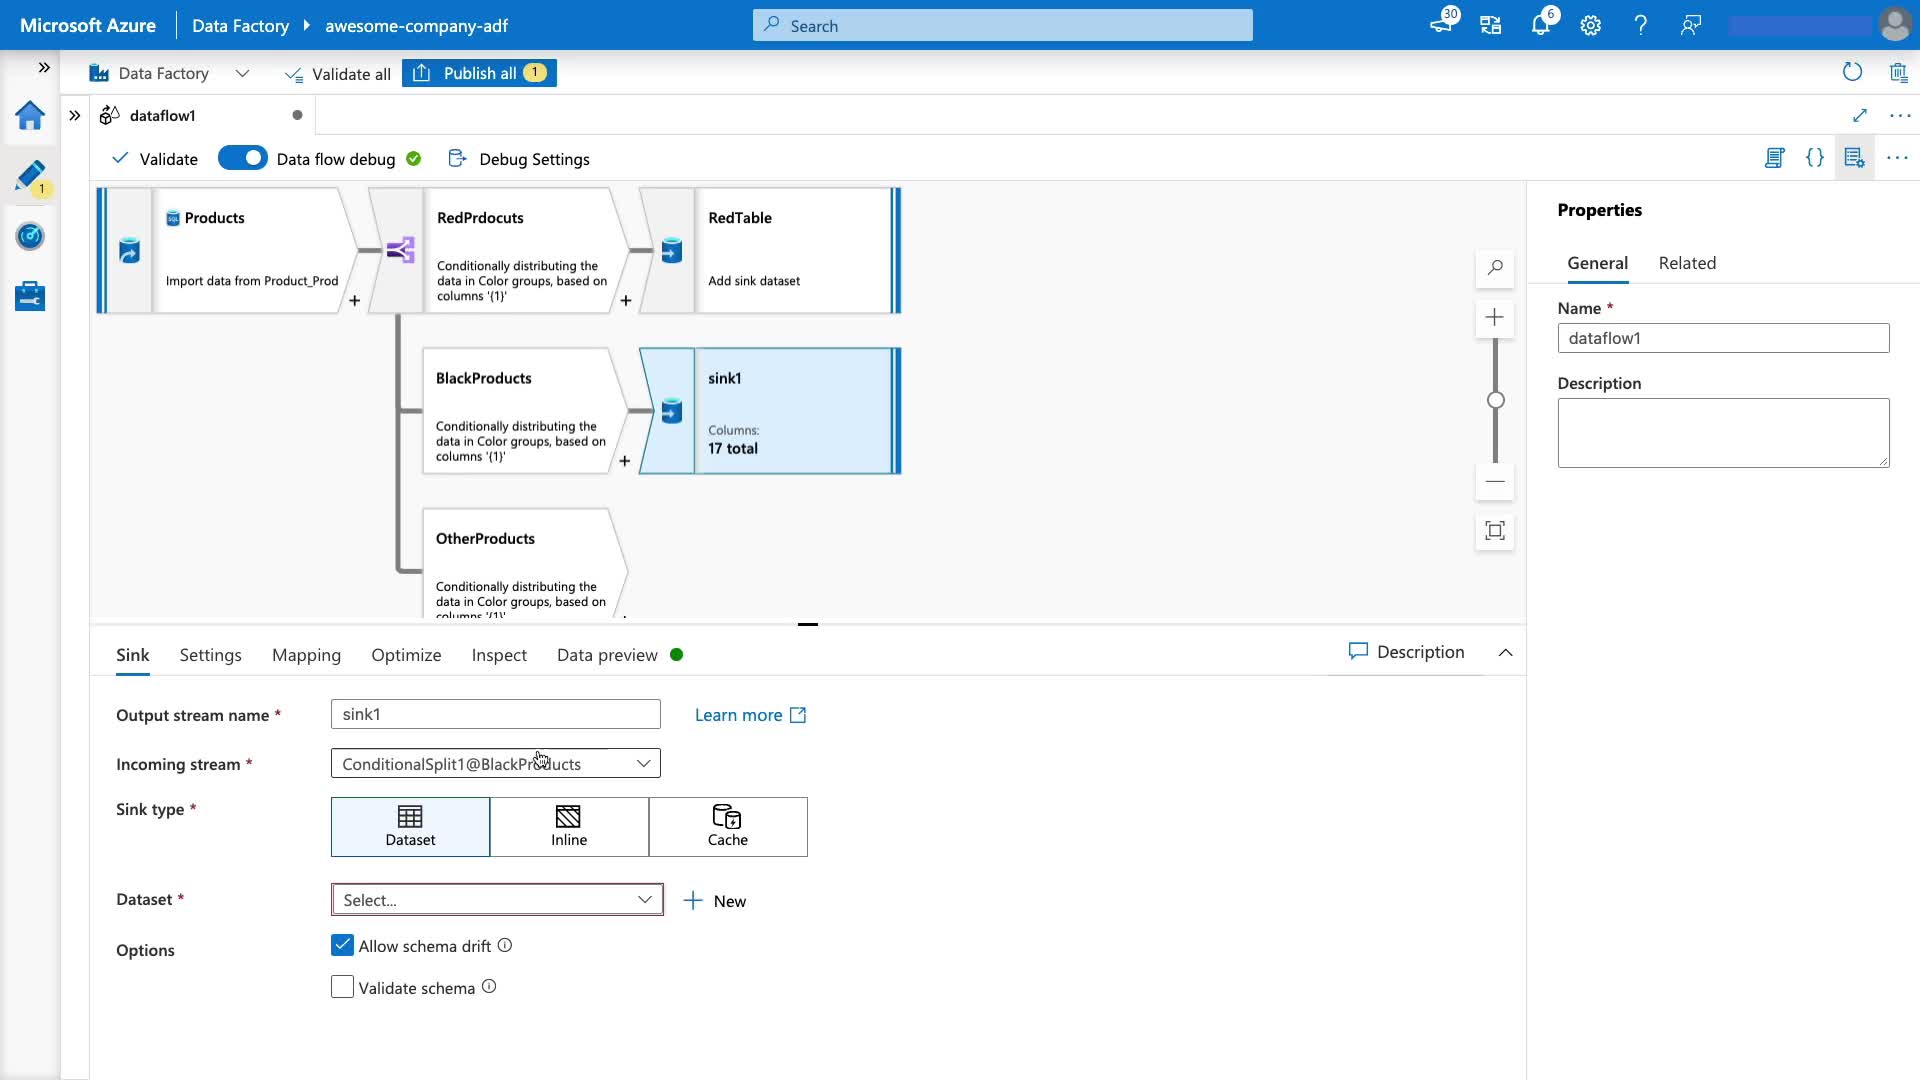 Microsoft Azure
Data Factory
awesome-company-adf
Search
30
6
Data Factory
Validate all
Publish all 1
dataflow1
1
Validate
Data flow debug
Debug Settings
Products
Import data from Product_Prod
RedPrdocuts
Conditionally distributing the
data in Color groups, based on
columns '{1}'
RedTable
Add sink dataset
BlackProducts
Conditionally distributing the
data in Color groups, based on
columns '{1}'
sink1
Columns:
17 total
OtherProducts
Conditionally distributing the
data in Color groups, based on
columns '{1}'
Properties
General
Related
Name *
dataflow1
Description
Sink
Settings
Mapping
Optimize
Inspect
Data preview
Description
Output stream name *
sink1
Learn more
Incoming stream *
ConditionalSplit1@BlackProducts
Sink type *
Dataset
Inline
Cache
Dataset *
Select...
New
Options
Allow schema drift
Validate schema